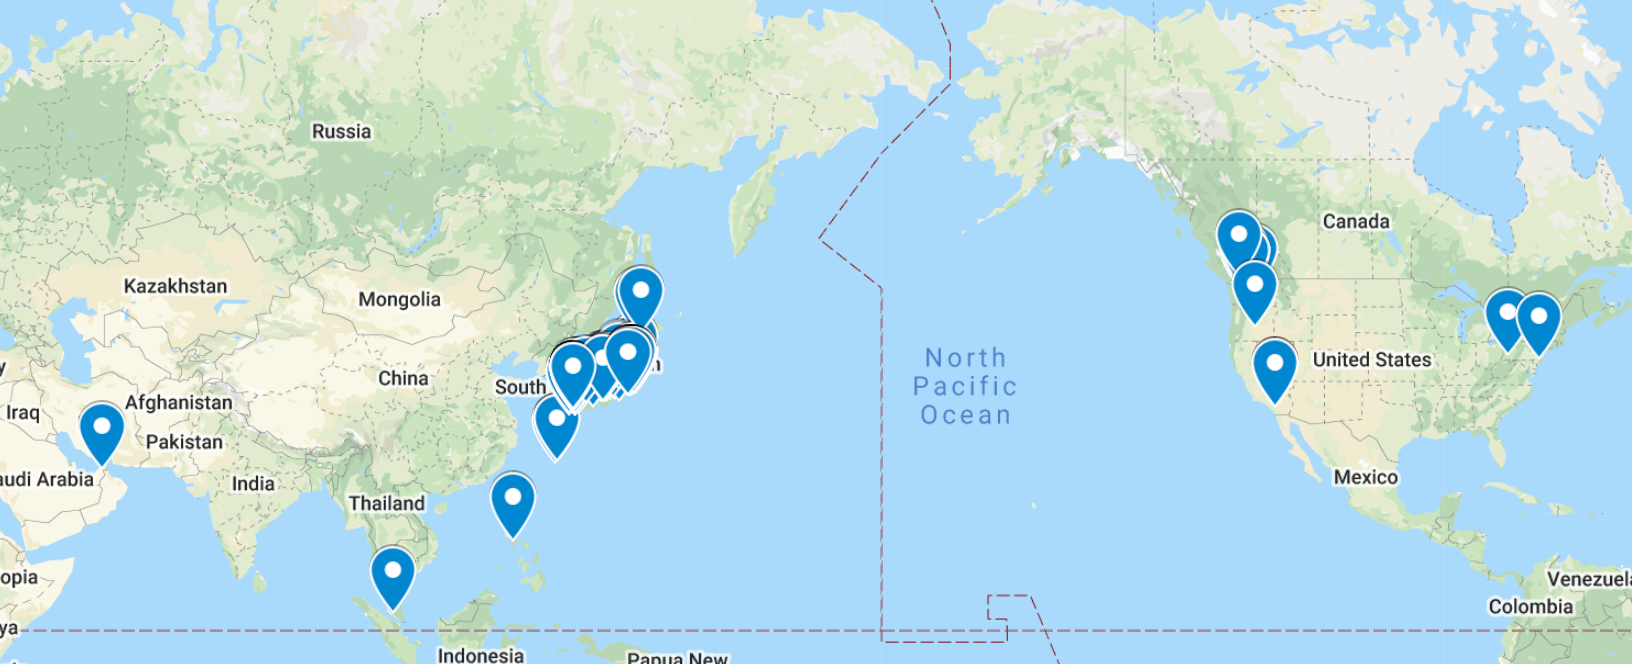 Russia
Canada
Kazakhstan
Mongolia
United States
North
Pacific
Ocean
China
South
Afghanistan
Iraq
Pakistan
India
audi Arabia
Thailand
Mexico
opia
Venezuel
Colombia
ya
Indonesia
Papua New
n
y